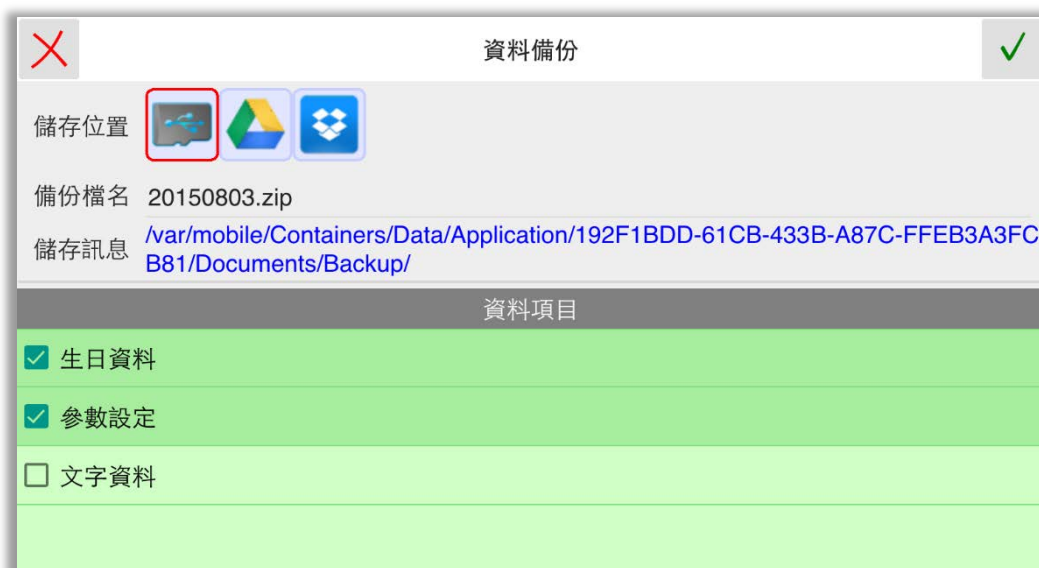 資料備份
儲存位置
備份檔名 20150803.zip
儲存訊息 /var/mobile/Containers/Data/Application/192F1BDD-61CB-433B-A87C-FFEB3A3FC
B81/Documents/Backup/
資料項目
生日資料
參數設定
文字資料